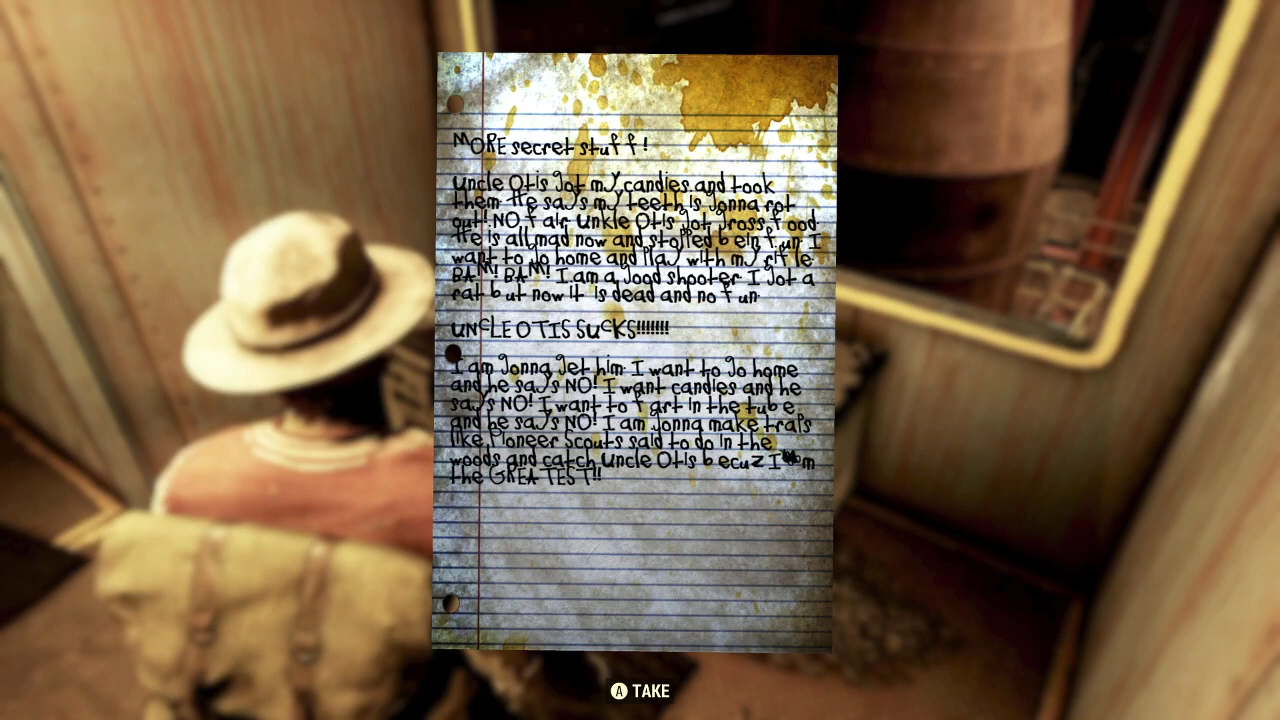 MORE secret stuff!
Uncle Otis got my candies and took
them. He says my teeth is gonna rot
out! NO fair Unkle Otis got gross food.
He is all mad now and stopped bein fun. I
want to go home and play with my rifle
BAM! BAM! I am a good shooter I got a
rat but now it is dead and no fun.
UNCLE OTIS SUCKS!!!!!!!
I am gonna get him. I want to go home
and he says NO! I want candies and he
says NO! I want to fart in the tube
and he says NO! I am gonna make traps
like Pioneer Scouts said to do in the
woods and catch Uncle Otis becuz I m
the GREATEST!!
A TAKE